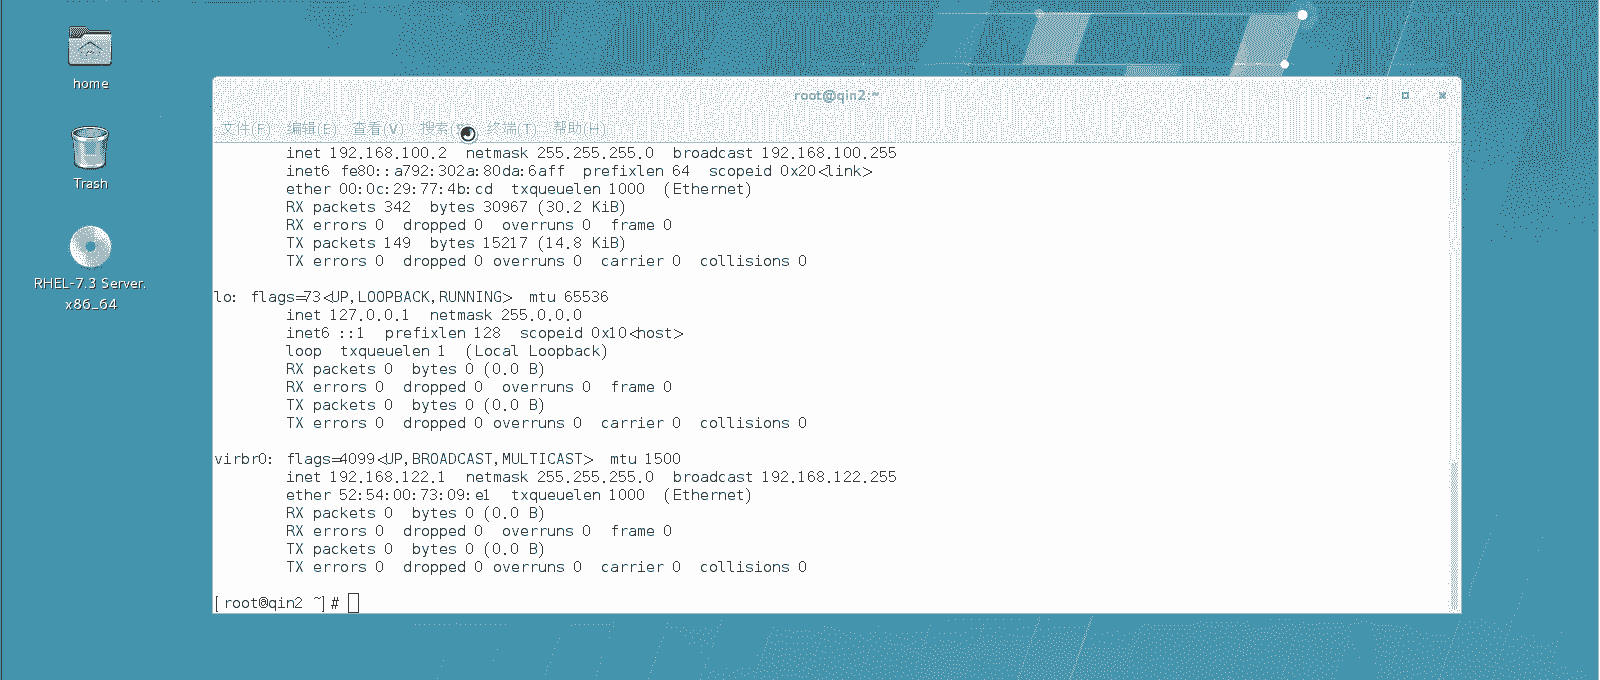 home
Trash
RHEL-7.3 Server.
x86_64
root@qin2:~
文件(F) 编辑(E) 查看(V) 搜索(S) 终端(T) 帮助(H)
inet 192.168.100.2 netmask 255.255.255.0 broadcast 192.168.100.255
inet6 fe80::a792:302a:80da:6aff prefixlen 64 scopeid 0x20<link>
ether 00:0c:29:77:4b:cd txqueuelen 1000 (Ethernet)
RX packets 342 bytes 30967 (30.2 KiB)
RX errors 0 dropped 0 overruns 0 frame 0
TX packets 149 bytes 15217 (14.8 KiB)
TX errors 0 dropped 0 overruns 0 carrier 0 collisions 0
lo: flags=73<UP,LOOPBACK,RUNNING> mtu 65536
inet 127.0.0.1 netmask 255.0.0.0
inet6 ::1 prefixlen 128 scopeid 0x10<host>
loop txqueuelen 1 (Local Loopback)
RX packets 0 bytes 0 (0.0 B)
RX errors 0 dropped 0 overruns 0 frame 0
TX packets 0 bytes 0 (0.0 B)
TX errors 0 dropped 0 overruns 0 carrier 0 collisions 0
virbr0: flags=4099<UP,BROADCAST,MULTICAST> mtu 1500
inet 192.168.122.1 netmask 255.255.255.0 broadcast 192.168.122.255
ether 52:54:00:73:09:e1 txqueuelen 1000 (Ethernet)
RX packets 0 bytes 0 (0.0 B)
RX errors 0 dropped 0 overruns 0 frame 0
TX packets 0 bytes 0 (0.0 B)
TX errors 0 dropped 0 overruns 0 carrier 0 collisions 0
[root@qin2 ~]#